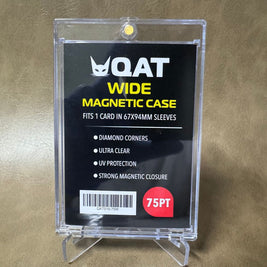 QAT
WIDE
MAGNETIC CASE
FITS 1 CARD IN 67X94MM SLEEVES
• DIAMOND CORNERS
• ULTRA CLEAR
• UV PROTECTION
• STRONG MAGNETIC CLOSURE
75PT